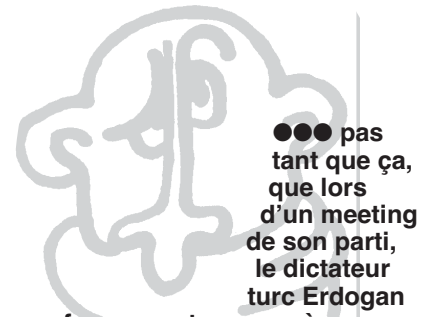 ●●● pas
tant que ça,
que lors
d'un meeting
de son parti,
le dictateur
turc Erdogan